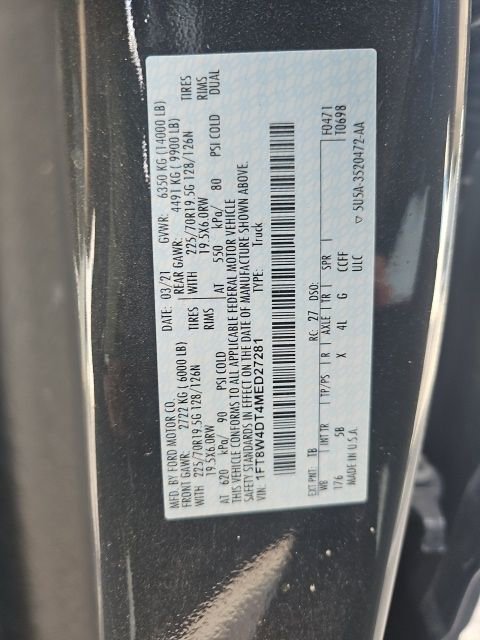 MFD. BY FORD MOTOR CO. DATE: 03/21 GVWR: 6350 KG (14000 LB)
FRONT GAWR: 2722 KG (6000 LB) REAR GAWR: 4491 KG (9900 LB)
WITH 225/70R19.5G 128/126N TIRES WITH 225/70R19.5G 128/126N TIRES
19.5X6.0RW RIMS 19.5X6.0RW RIMS
AT 620 kPa/ 90 PSI COLD AT 550 kPa/ 80 PSI COLD DUAL
THIS VEHICLE CONFORMS TO ALL APPLICABLE FEDERAL MOTOR VEHICLE
SAFETY STANDARDS IN EFFECT ON THE DATE OF MANUFACTURE SHOWN ABOVE.
VIN: 1FT8W4DT4MED27281 TYPE: Truck
F0471
EXT PNT: TB RC: 27 DSO: T0698
WB INT TR TP/PS R AXLE TR SPR
176 5B X 4L G CCFF
MADE IN U.S.A. ULC ▽ 5U5A-3520472-AA